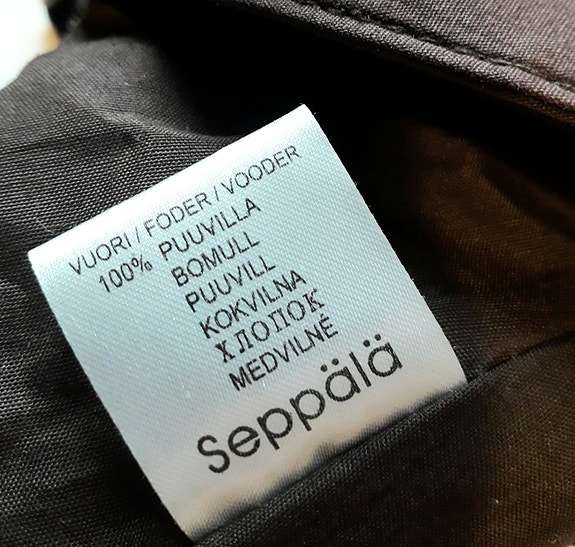 VUORI / FODER / VOODER
100% PUUVILLA
BOMULL
PUUVILL
KOKVILNA
ХЛОПОК
MEDVILNĖ
Seppälä